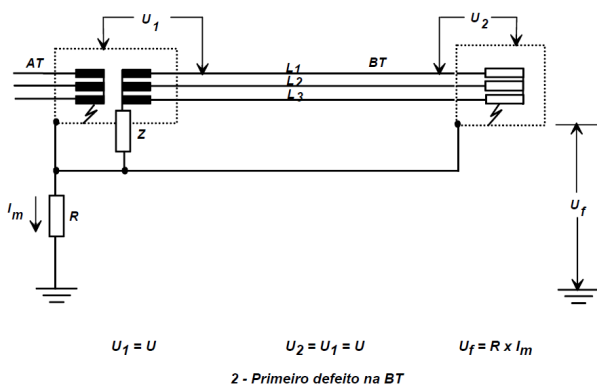 U1
U2
AT
L1
BT
L2
L3
Z
Im
R
Uf
U1 = U
U2 = U1 = U
Uf = R x Im
2 - Primeiro defeito na BT